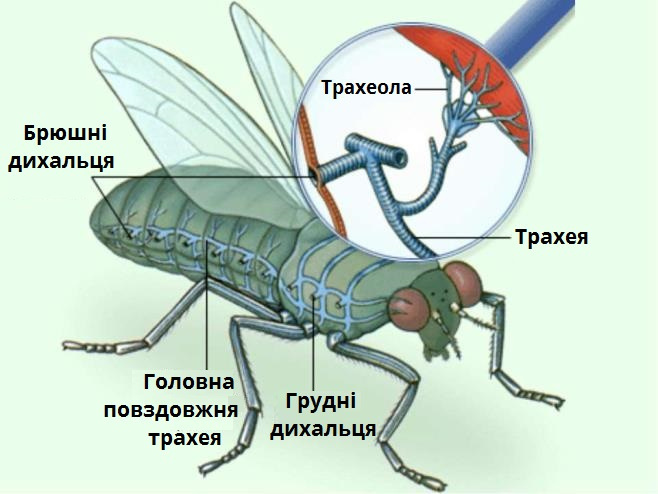 Трахеола
Брюшні
дихальця
Трахея
Головна
повздовжня
трахея
Грудні
дихальця